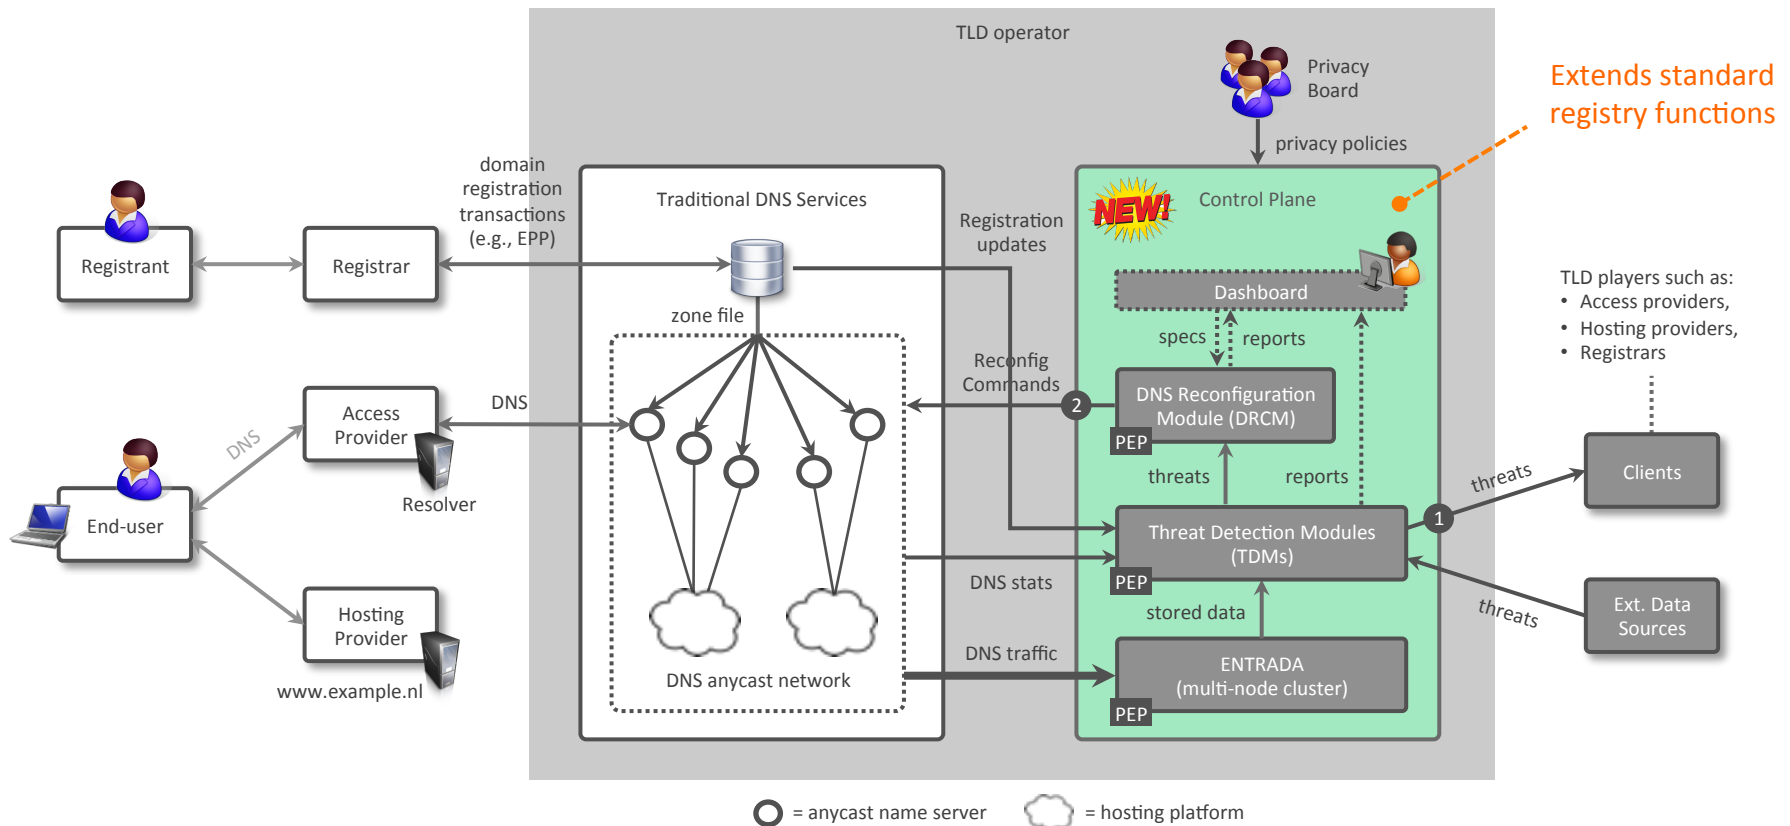 TLD operator
Privacy
Board
Extends standard
registry functions
privacy policies
domain
registration
transactions
(e.g., EPP)
Traditional DNS Services
Registration
updates
NEW!
Control Plane
Registrant
Registrar
Dashboard
TLD players such as:
• Access providers,
• Hosting providers,
• Registrars
zone file
specs
reports
Reconfig
Commands
2
DNS Reconfiguration
Module (DRCM)
PEP
Access
Provider
DNS
DNS
Resolver
threats
reports
threats
Clients
1
End-user
Threat Detection Modules
(TDMs)
PEP
DNS stats
stored data
threats
Ext. Data
Sources
Hosting
Provider
www.example.nl
DNS anycast network
DNS traffic
ENTRADA
(multi-node cluster)
PEP
= anycast name server
= hosting platform